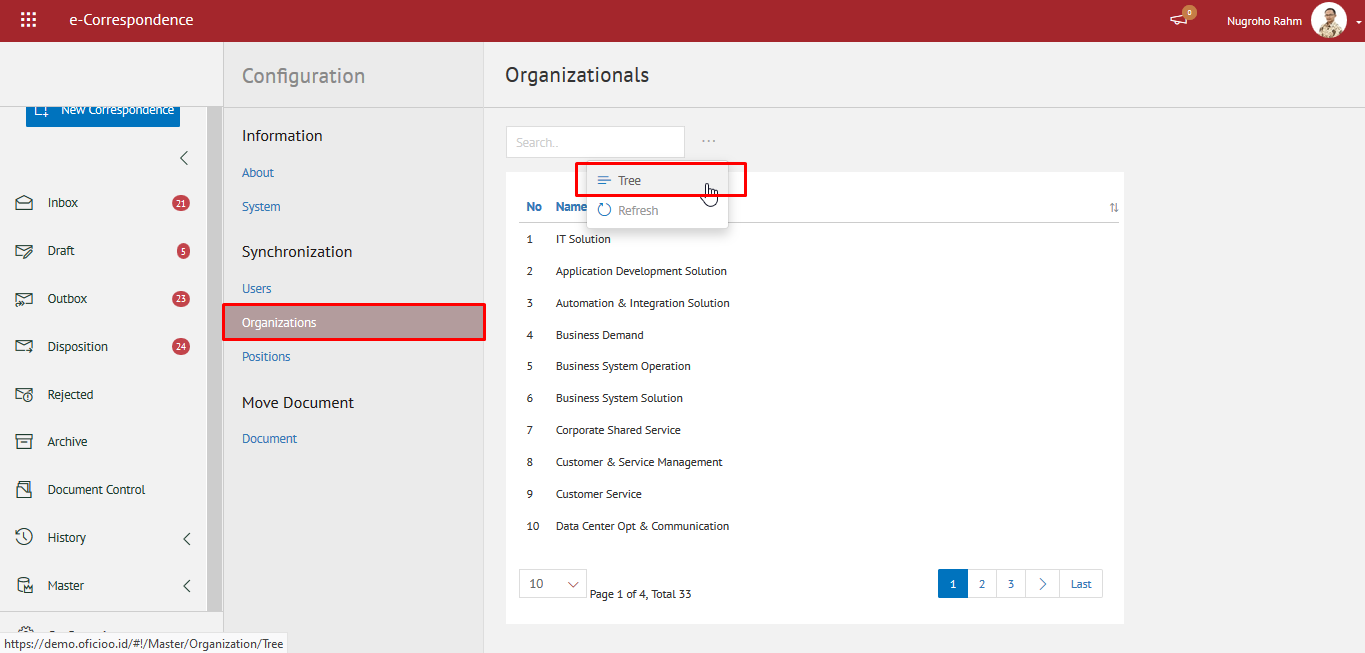 e-Correspondence
0
Nugroho Rahm
New Correspondence
Inbox 21
Draft 5
Outbox 23
Disposition 24
Rejected
Archive
Document Control
History
Master
Configuration
Information
About
System
Synchronization
Users
Organizations
Positions
Move Document
Document
Organizationals
Search..
...
Tree
Refresh
No Name
1 IT Solution
2 Application Development Solution
3 Automation & Integration Solution
4 Business Demand
5 Business System Operation
6 Business System Solution
7 Corporate Shared Service
8 Customer & Service Management
9 Customer Service
10 Data Center Opt & Communication
10 Page 1 of 4, Total 33
1 2 3 Last
https://demo.oficioo.id/#!/Master/Organization/Tree